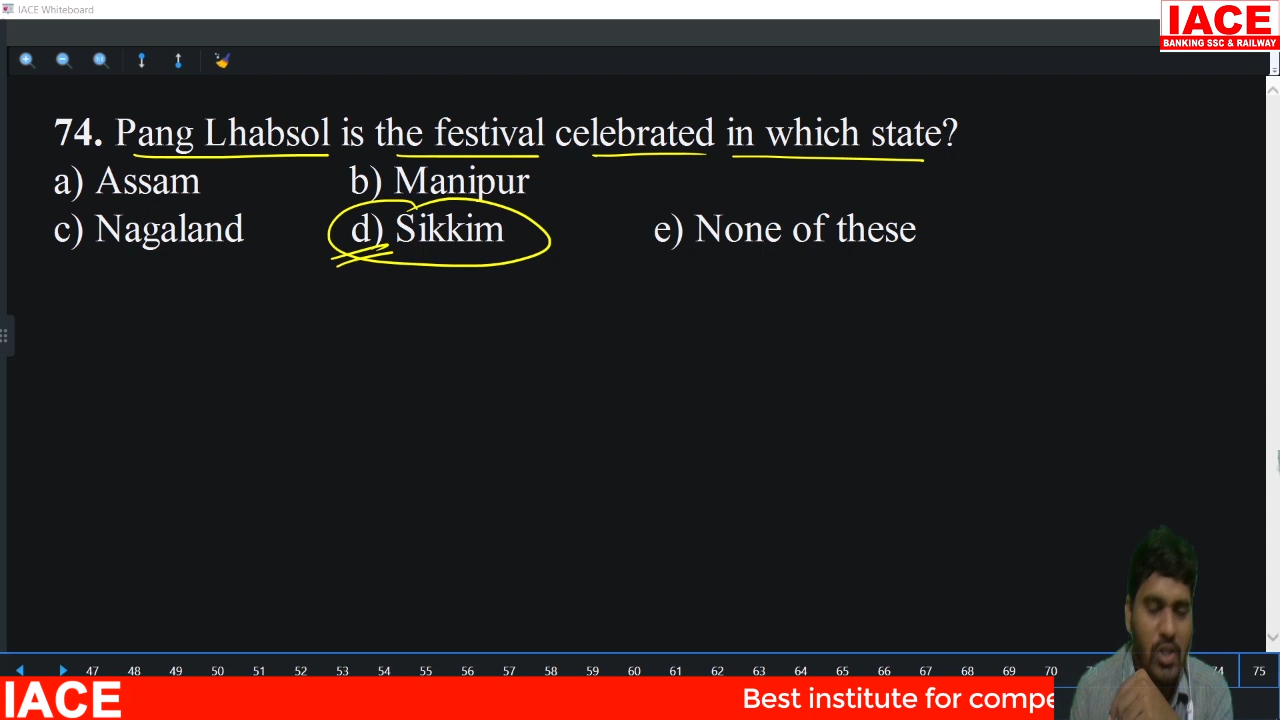 IACE Whiteboard
IACE
BANKING SSC & RAILWAY
74. Pang Lhabsol is the festival celebrated in which state?
a) Assam b) Manipur
c) Nagaland d) Sikkim e) None of these
47 48 49 50 51 52 53 54 55 56 57 58 59 60 61 62 63 64 65 66 67 68 69 70 74 75
IACE Best institute for compe